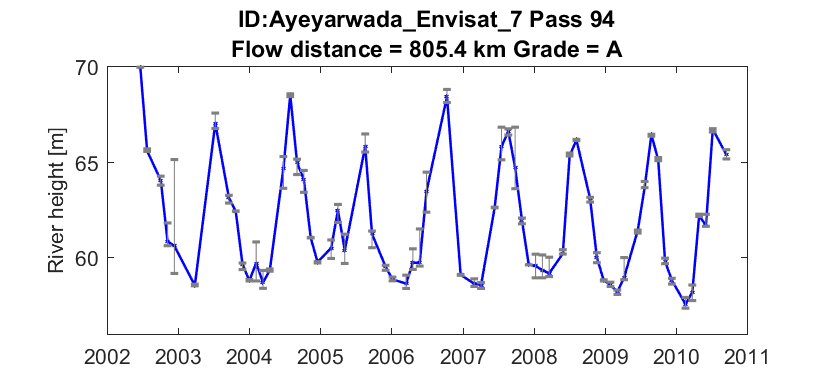 ID:Ayeyarwada_Envisat_7 Pass 94
Flow distance = 805.4 km Grade = A
River height [m]
70
65
60
2002 2003 2004 2005 2006 2007 2008 2009 2010 2011